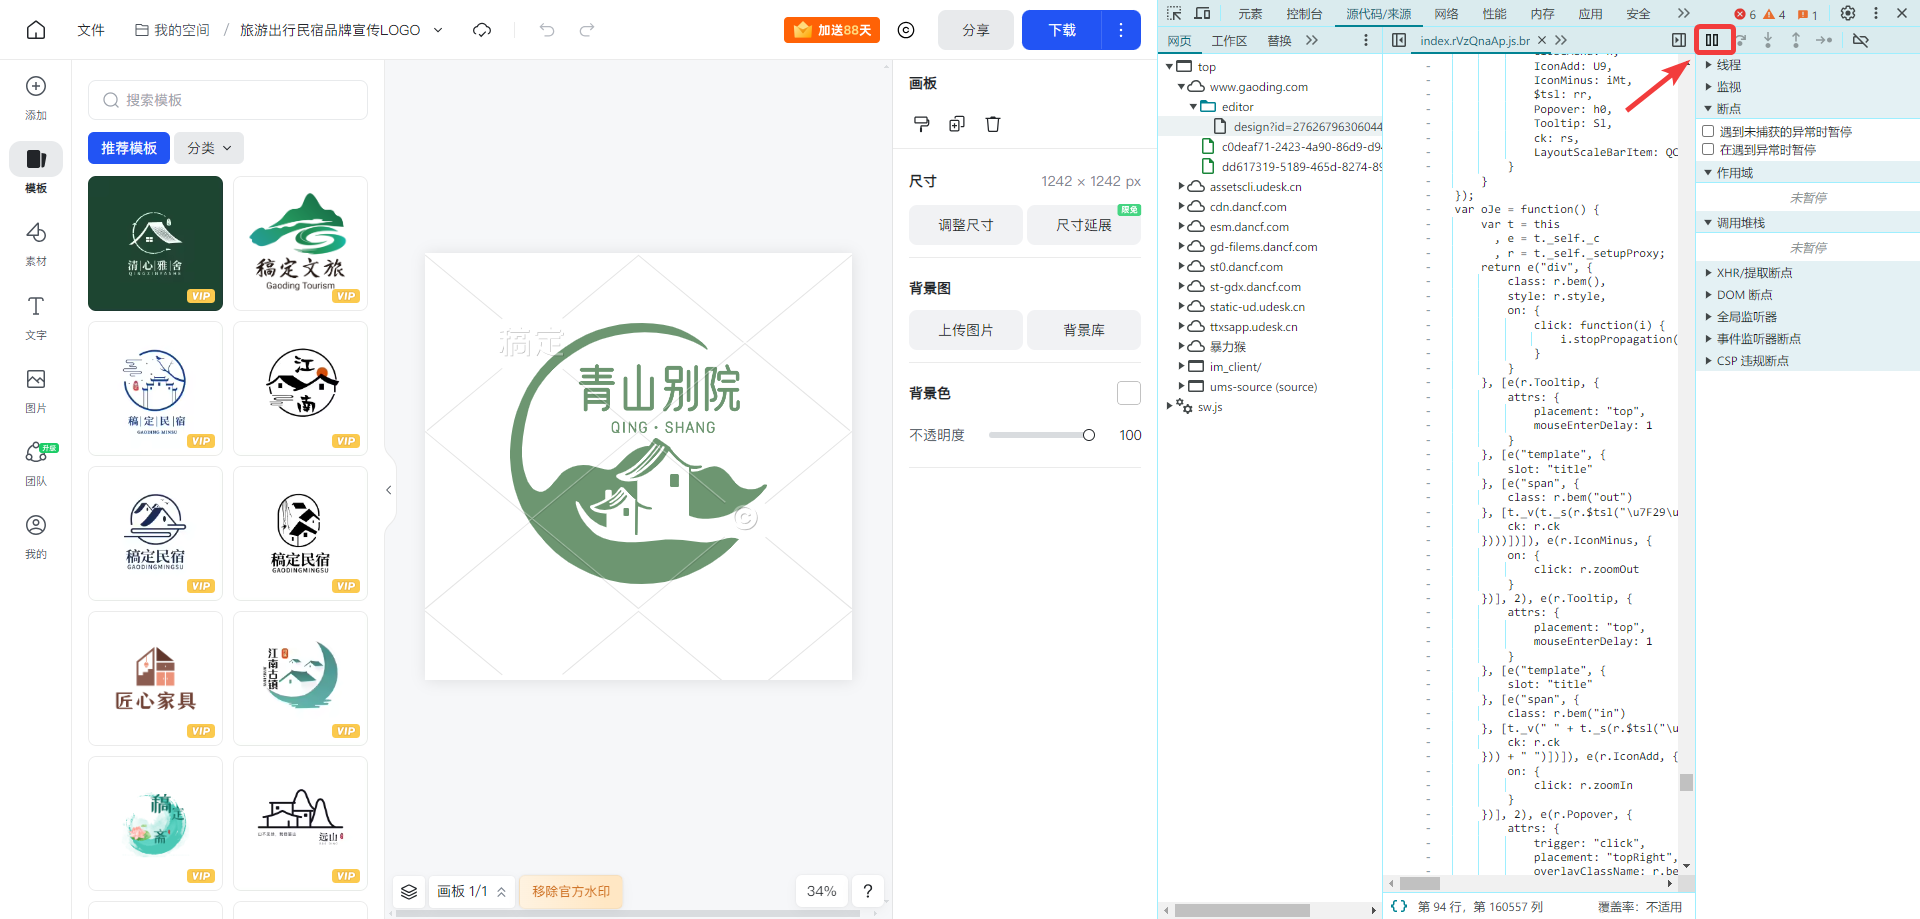 文件
我的空间 / 旅游出行民宿品牌宣传LOGO
加送88天
分享
下载
添加
模板
素材
文字
图片
升级
团队
我的
搜索模板
推荐模板
分类
清|心|雅|舍
QINGXINYASHE
VIP
稿定文旅
Gaoding Tourism
VIP
稿|定|民|宿
GAODING MINSU
VIP
江南
VIP
稿定民宿
GAODINGMINGSU
VIP
稿定民宿
GAODINGMINGSU
VIP
匠心家具
VIP
江南古镇
VIP
稿定斋
VIP
远山
VIP
稿定
青山别院
QING·SHANG
画板 1/1
移除官方水印
34%
?
画板
尺寸
1242 × 1242 px
调整尺寸
尺寸延展
限免
背景图
上传图片
背景库
背景色
不透明度
100
元素
控制台
源代码/来源
网络
性能
内存
应用
安全
6
4
1
网页
工作区
替换
index.rVzQnaAp.js.br
top
www.gaoding.com
editor
design?id=27626796306044
c0deaf71-2423-4a90-86d9-d9
dd617319-5189-465d-8274-89
assetscli.udesk.cn
cdn.dancf.com
esm.dancf.com
gd-filems.dancf.com
st0.dancf.com
st-gdx.dancf.com
static-ud.udesk.cn
ttxsapp.udesk.cn
暴力猴
im_client/
ums-source (source)
sw.js
IconAdd: U9,
IconMinus: iMt,
$tsl: rr,
Popover: h0,
Tooltip: Sl,
ck: rs,
LayoutScaleBarItem: QC
}
}
});
var oJe = function() {
var t = this
, e = t._self._c
, r = t._self._setupProxy;
return e("div", {
class: r.bem(),
style: r.style,
on: {
click: function(i) {
i.stopPropagation(
}
}
}, [e(r.Tooltip, {
attrs: {
placement: "top",
mouseEnterDelay: 1
}
}, [e("template", {
slot: "title"
}, [e("span", {
class: r.bem("out")
}, [t._v(t._s(r.$tsl("\u7F29\u
ck: r.ck
})))])]), e(r.IconMinus, {
on: {
click: r.zoomOut
}
})], 2), e(r.Tooltip, {
attrs: {
placement: "top",
mouseEnterDelay: 1
}
}, [e("template", {
slot: "title"
}, [e("span", {
class: r.bem("in")
}, [t._v(" " + t._s(r.$tsl("\u
ck: r.ck
})) + " ")])]), e(r.IconAdd, {
on: {
click: r.zoomIn
}
})], 2), e(r.Popover, {
attrs: {
trigger: "click",
placement: "topRight",
overlayClassName: r.be
{} 第 94 行，第 160557 列
覆盖率：不适用
线程
监视
断点
遇到未捕获的异常时暂停
在遇到异常时暂停
作用域
未暂停
调用堆栈
未暂停
XHR/提取断点
DOM 断点
全局监听器
事件监听器断点
CSP 违规断点